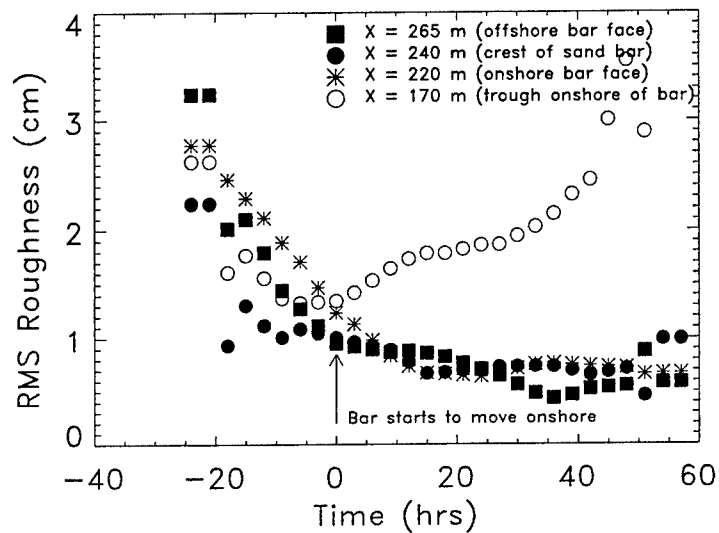 X = 265 m (offshore bar face)
X = 240 m (crest of sand bar)
X = 220 m (onshore bar face)
X = 170 m (trough onshore of bar)
RMS Roughness (cm)
4
3
2
1
0
Bar starts to move onshore
−40 −20 0 20 40 60
Time (hrs)